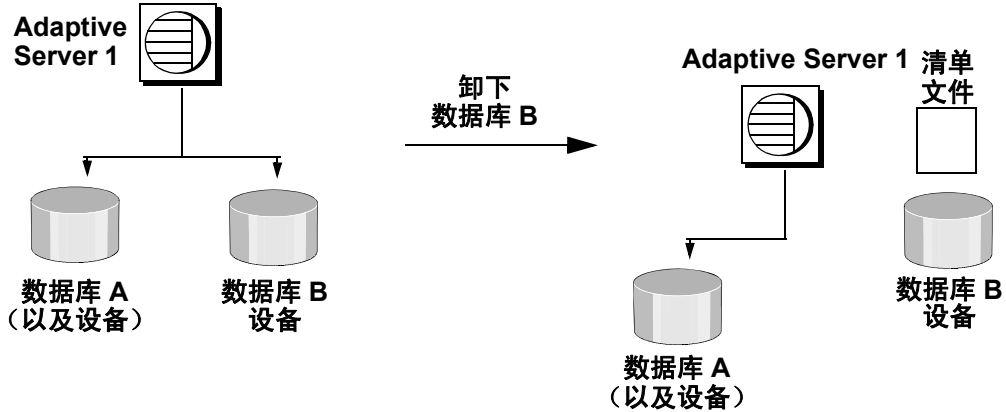 Adaptive
Server 1
数据库 A
（以及设备）
数据库 B
设备
卸下
数据库 B
Adaptive Server 1
清单
文件
数据库 A
（以及设备）
数据库 B
设备